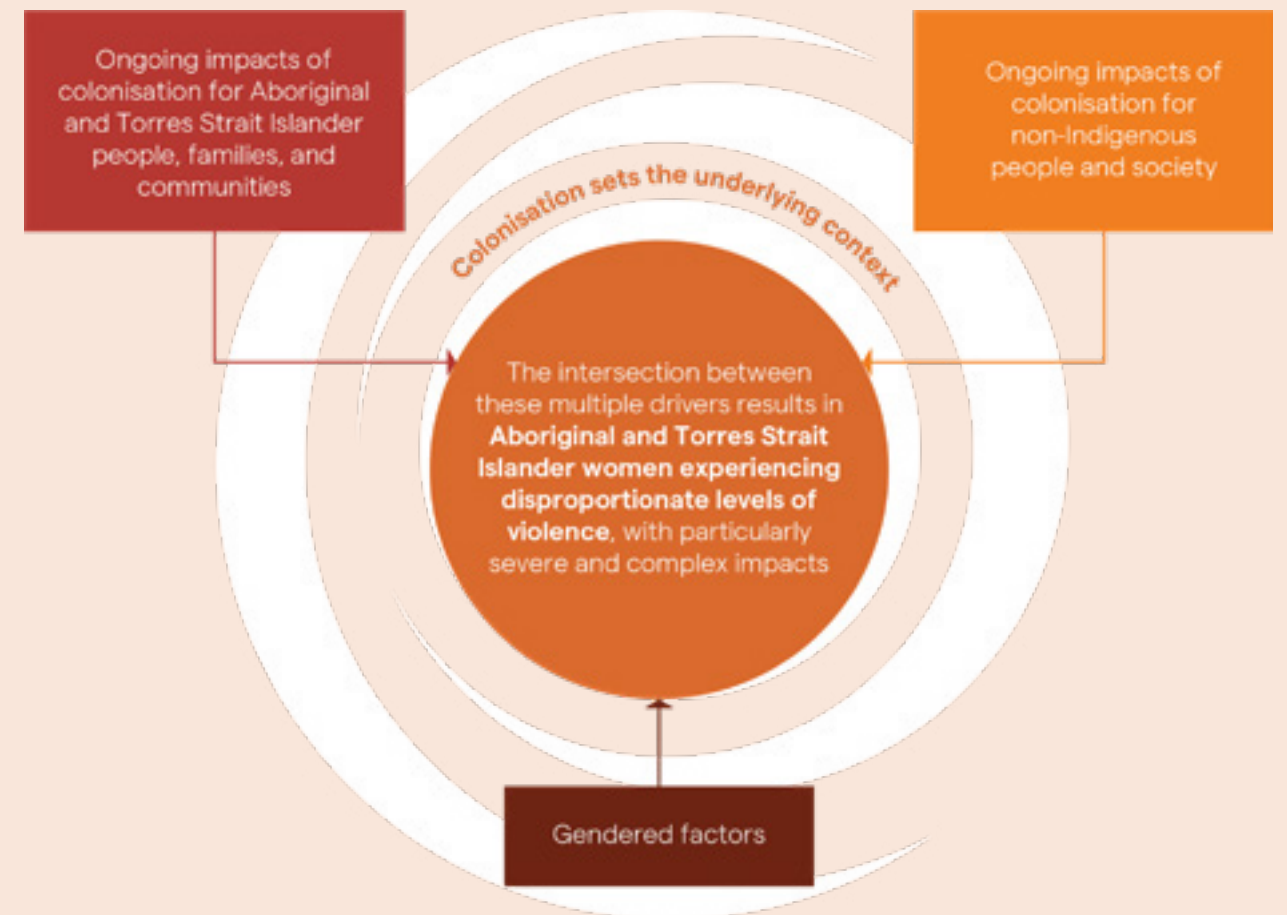 Ongoing impacts of
colonisation for Aboriginal
and Torres Strait Islander
people, families, and
communities
Ongoing impacts of
colonisation for
non-Indigenous
people and society
Colonisation sets the underlying context
The intersection between
these multiple drivers results in
Aboriginal and Torres Strait
Islander women experiencing
disproportionate levels of
violence, with particularly
severe and complex impacts
Gendered factors